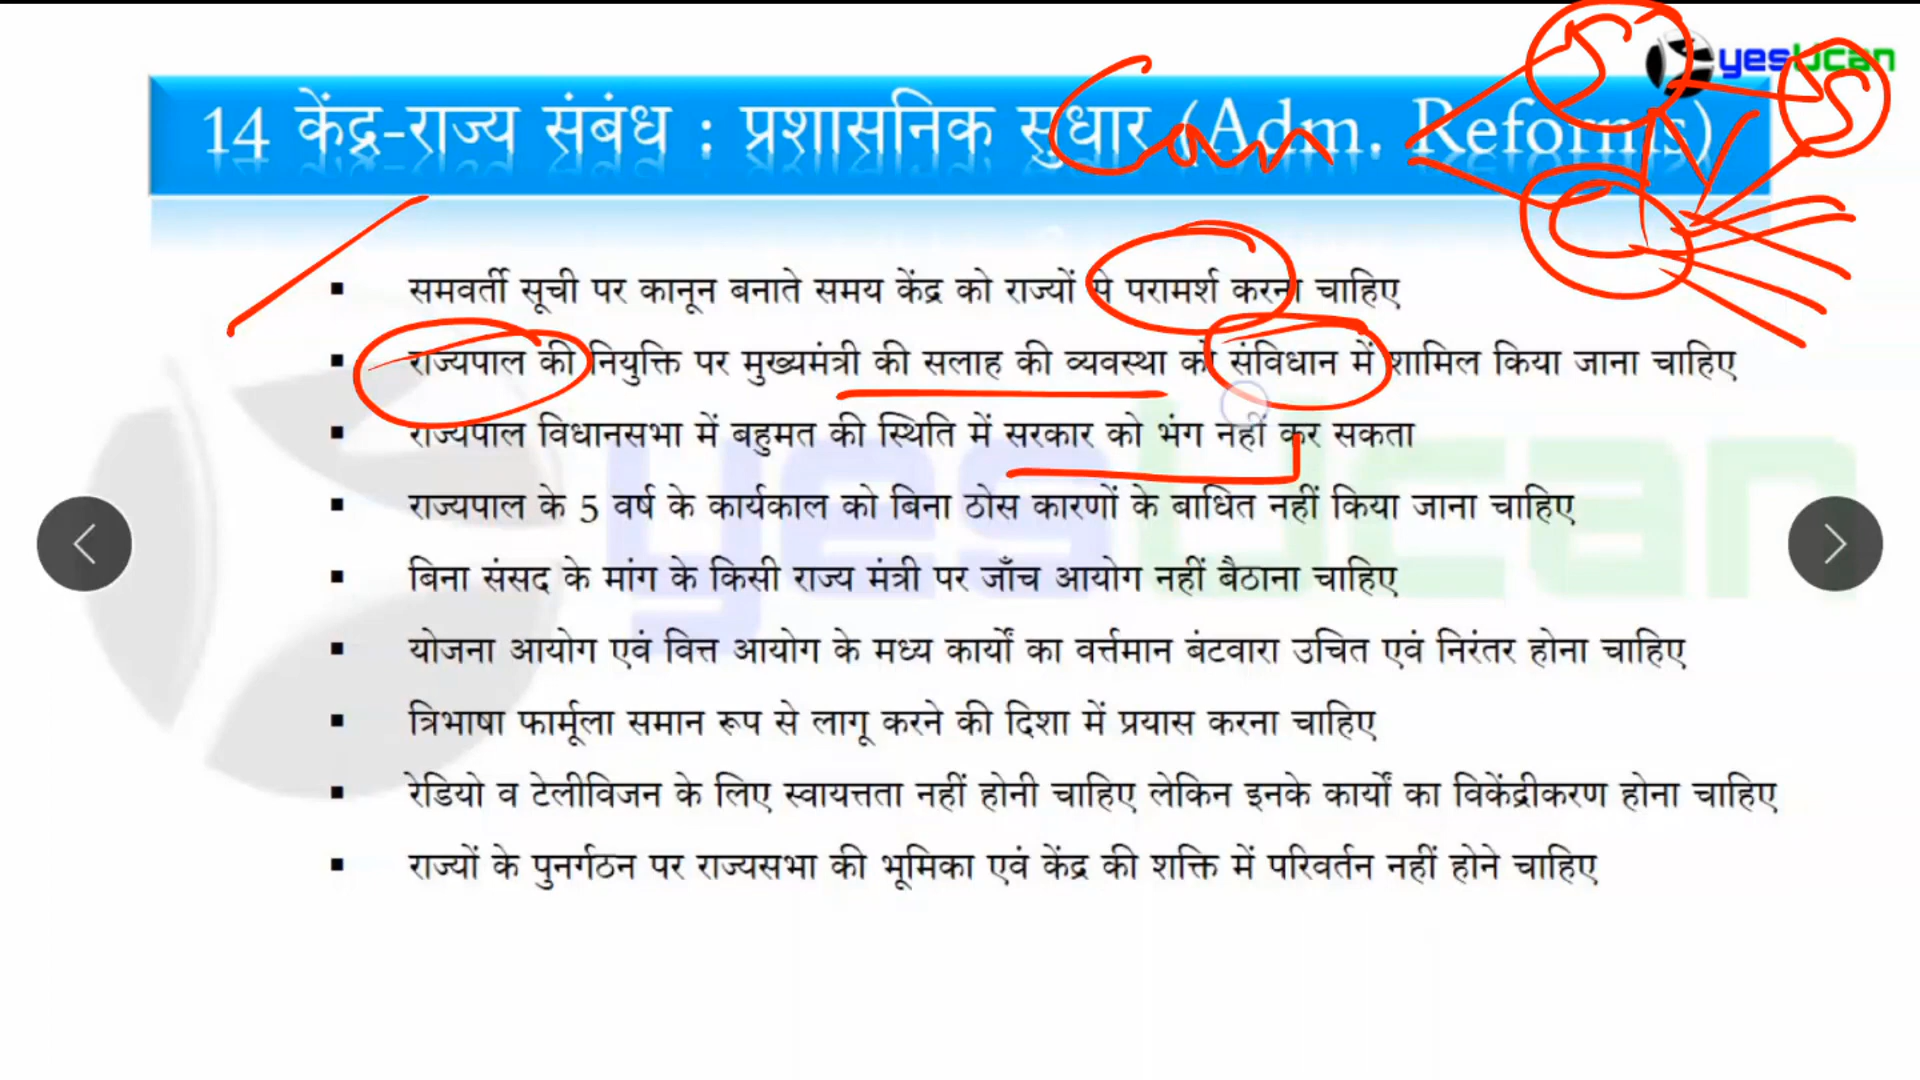 yesUcan
14 केंद्र-राज्य संबंध : प्रशासनिक सुधार (Adm. Reforms)
▪ समवर्ती सूची पर कानून बनाते समय केंद्र को राज्यों से परामर्श करना चाहिए
▪ राज्यपाल की नियुक्ति पर मुख्यमंत्री की सलाह की व्यवस्था को संविधान में शामिल किया जाना चाहिए
▪ राज्यपाल विधानसभा में बहुमत की स्थिति में सरकार को भंग नहीं कर सकता
▪ राज्यपाल के 5 वर्ष के कार्यकाल को बिना ठोस कारणों के बाधित नहीं किया जाना चाहिए
▪ बिना संसद के मांग के किसी राज्य मंत्री पर जाँच आयोग नहीं बैठाना चाहिए
▪ योजना आयोग एवं वित्त आयोग के मध्य कार्यों का वर्त्तमान बंटवारा उचित एवं निरंतर होना चाहिए
▪ त्रिभाषा फार्मूला समान रूप से लागू करने की दिशा में प्रयास करना चाहिए
▪ रेडियो व टेलीविजन के लिए स्वायत्तता नहीं होनी चाहिए लेकिन इनके कार्यों का विकेंद्रीकरण होना चाहिए
▪ राज्यों के पुनर्गठन पर राज्यसभा की भूमिका एवं केंद्र की शक्ति में परिवर्तन नहीं होने चाहिए